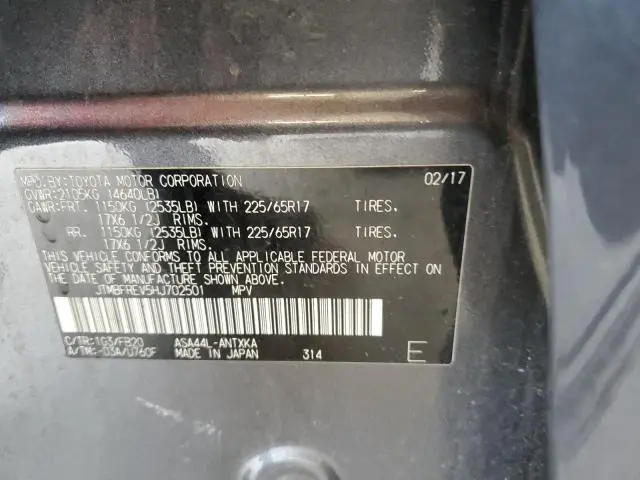 MFD.BY:TOYOTA MOTOR CORPORATION 02/17
GVWR:2105KG (4640LB)
GAWR:FRT. 1150KG (2535LB) WITH 225/65R17 TIRES.
17X6 1/2J RIMS.
RR. 1150KG (2535LB) WITH 225/65R17 TIRES.
17X6 1/2J RIMS.
THIS VEHICLE CONFORMS TO ALL APPLICABLE FEDERAL MOTOR
VEHICLE SAFETY AND THEFT PREVENTION STANDARDS IN EFFECT ON
THE DATE OF MANUFACTURE SHOWN ABOVE.
JTMBFREV5HJ702501 MPV
C/TR:1G3/FB20 ASA44L-ANTXKA
A/TM:-03A/U760F MADE IN JAPAN 314 E